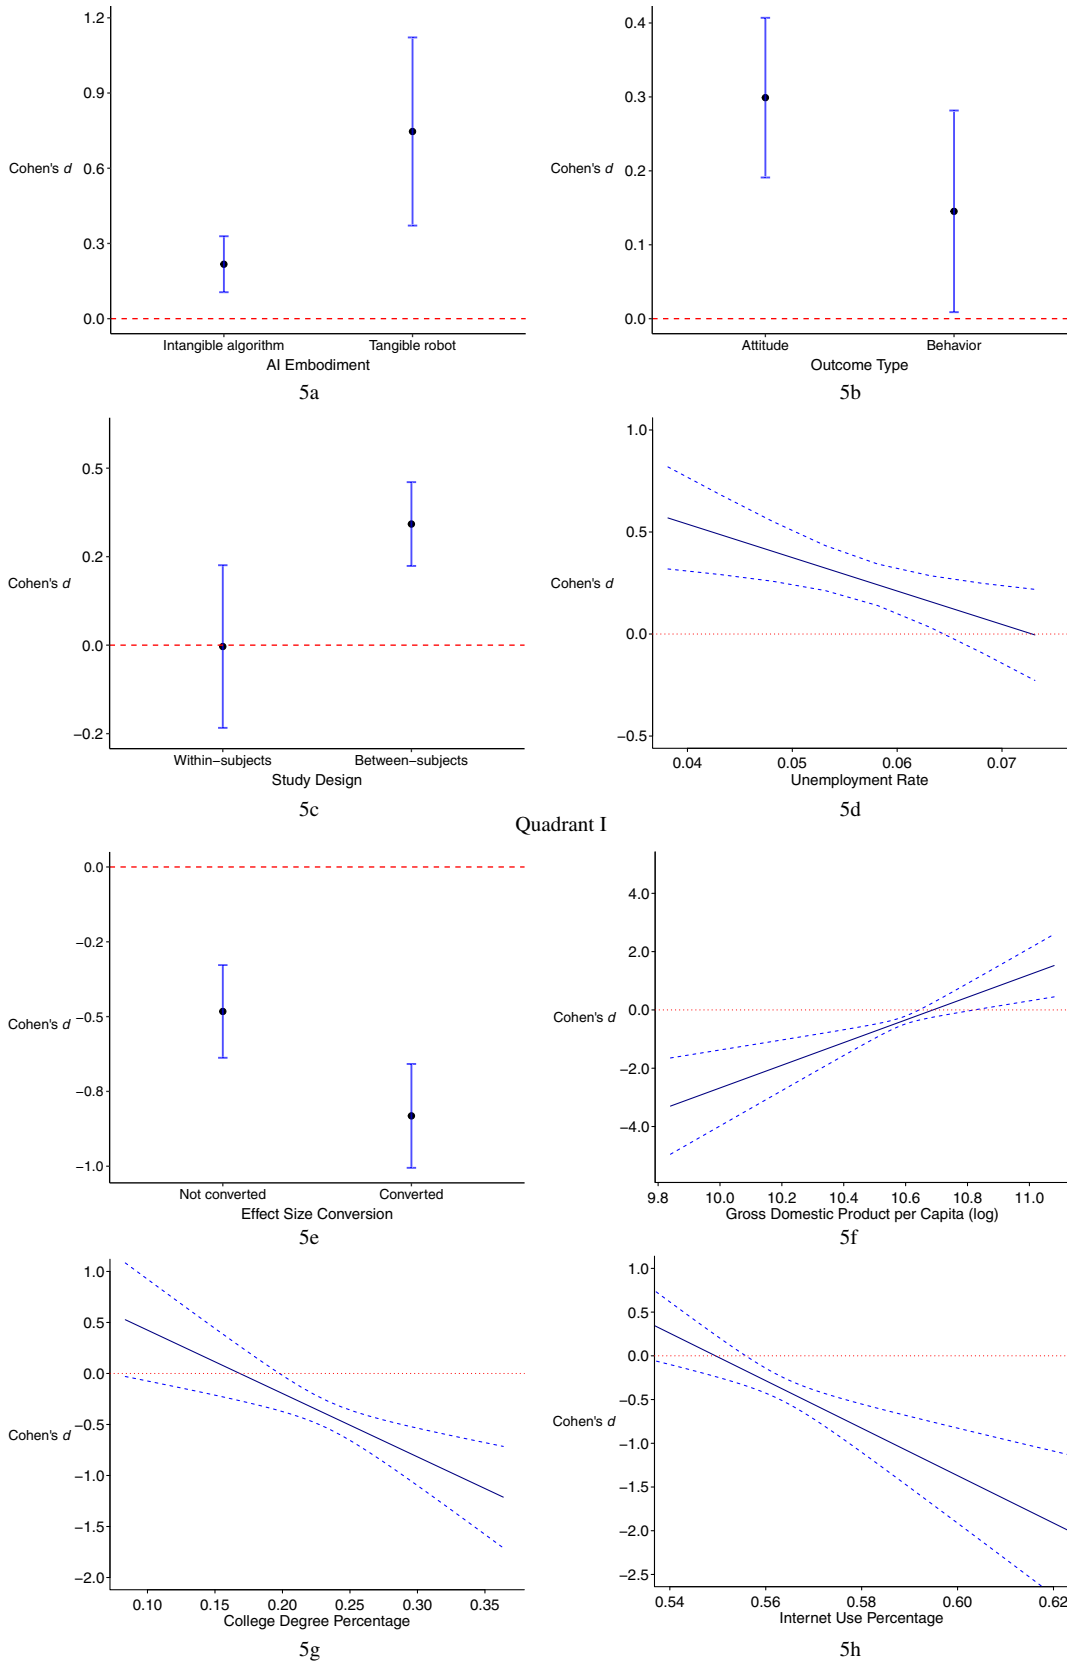 1.2
0.9
Cohen's d
0.6
0.3
0.0
Intangible algorithm
Tangible robot
AI Embodiment
5a
0.4
0.3
Cohen's d
0.2
0.1
0.0
Attitude
Behavior
Outcome Type
5b
0.5
0.2
Cohen's d
0.0
−0.2
Within−subjects
Between−subjects
Study Design
5c
1.0
0.5
Cohen's d
0.0
−0.5
0.04
0.05
0.06
0.07
Unemployment Rate
5d
Quadrant I
0.0
−0.2
−0.5
Cohen's d
−0.8
−1.0
Not converted
Converted
Effect Size Conversion
5e
4.0
2.0
0.0
Cohen's d
−2.0
−4.0
9.8
10.0
10.2
10.4
10.6
10.8
11.0
Gross Domestic Product per Capita (log)
5f
1.0
0.5
0.0
−0.5
Cohen's d
−1.0
−1.5
−2.0
0.10
0.15
0.20
0.25
0.30
0.35
College Degree Percentage
5g
1.0
0.5
0.0
−0.5
Cohen's d
−1.0
−1.5
−2.0
−2.5
0.54
0.56
0.58
0.60
0.62
Internet Use Percentage
5h